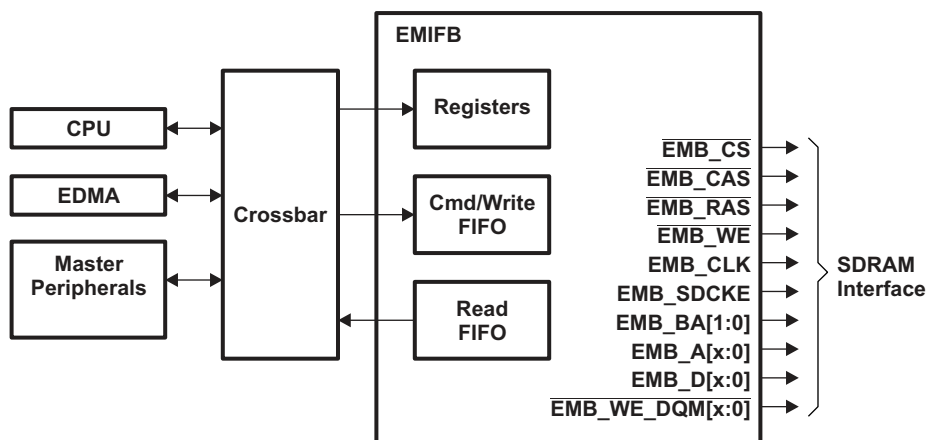 EMIFB
CPU
EDMA
Master
Peripherals
Crossbar
Registers
Cmd/Write
FIFO
Read
FIFO
EMB_CS
EMB_CAS
EMB_RAS
EMB_WE
EMB_CLK
EMB_SDCKE
EMB_BA[1:0]
EMB_A[x:0]
EMB_D[x:0]
EMB_WE_DQM[x:0]
SDRAM
Interface